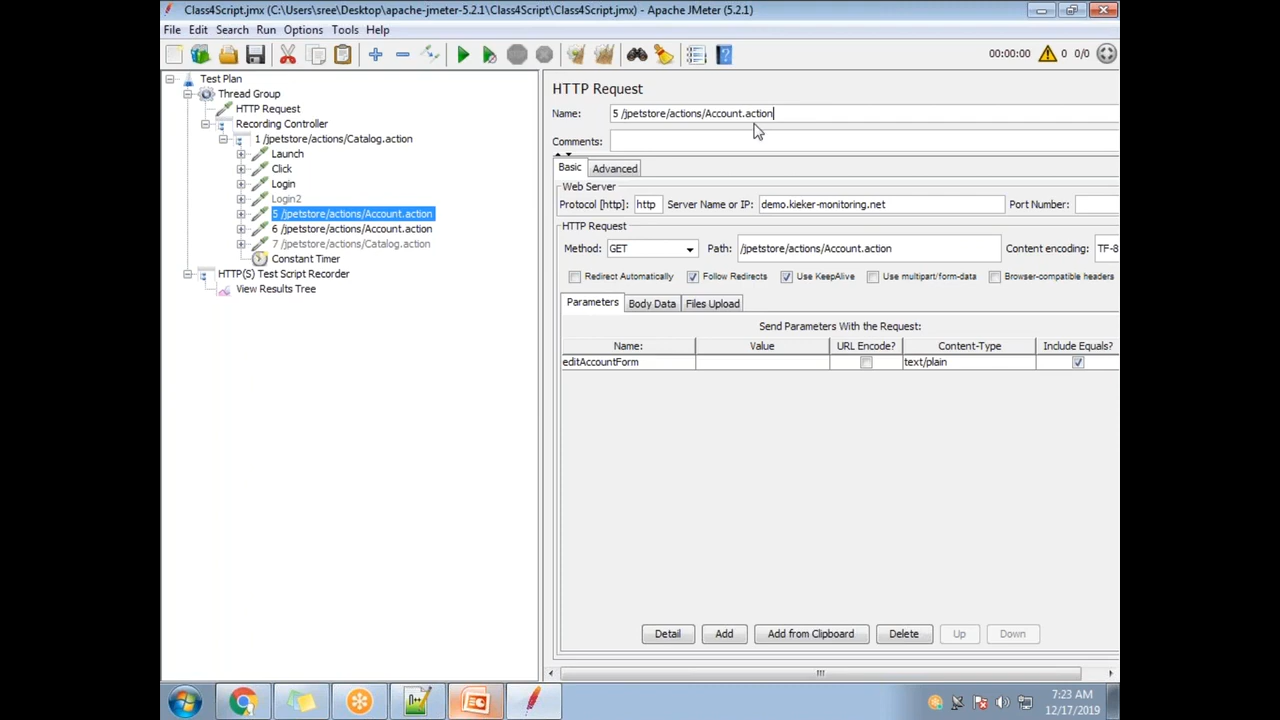 Class4Script.jmx (C:\Users\sree\Desktop\apache-jmeter-5.2.1\Class4Script\Class4Script.jmx) - Apache JMeter (5.2.1)
File Edit Search Run Options Tools Help
00:00:00 0 0/0
Test Plan
Thread Group
HTTP Request
Recording Controller
1 /jpetstore/actions/Catalog.action
Launch
Click
Login
Login2
5 /jpetstore/actions/Account.action
6 /jpetstore/actions/Account.action
7 /jpetstore/actions/Catalog.action
Constant Timer
HTTP(S) Test Script Recorder
View Results Tree
HTTP Request
Name: 5 /jpetstore/actions/Account.action
Comments:
Basic Advanced
Web Server
Protocol [http]: http Server Name or IP: demo.kieker-monitoring.net Port Number:
HTTP Request
Method: GET Path: /jpetstore/actions/Account.action Content encoding: TF-8
Redirect Automatically Follow Redirects Use KeepAlive Use multipart/form-data Browser-compatible headers
Parameters Body Data Files Upload
Send Parameters With the Request:
Name: Value URL Encode? Content-Type Include Equals?
editAccountForm text/plain
Detail Add Add from Clipboard Delete Up Down
7:23 AM
12/17/2019